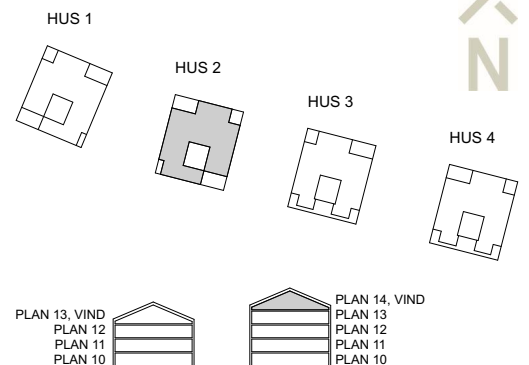 HUS 1
HUS 2
HUS 3
HUS 4
N
PLAN 13, VIND
PLAN 12
PLAN 11
PLAN 10
PLAN 14, VIND
PLAN 13
PLAN 12
PLAN 11
PLAN 10